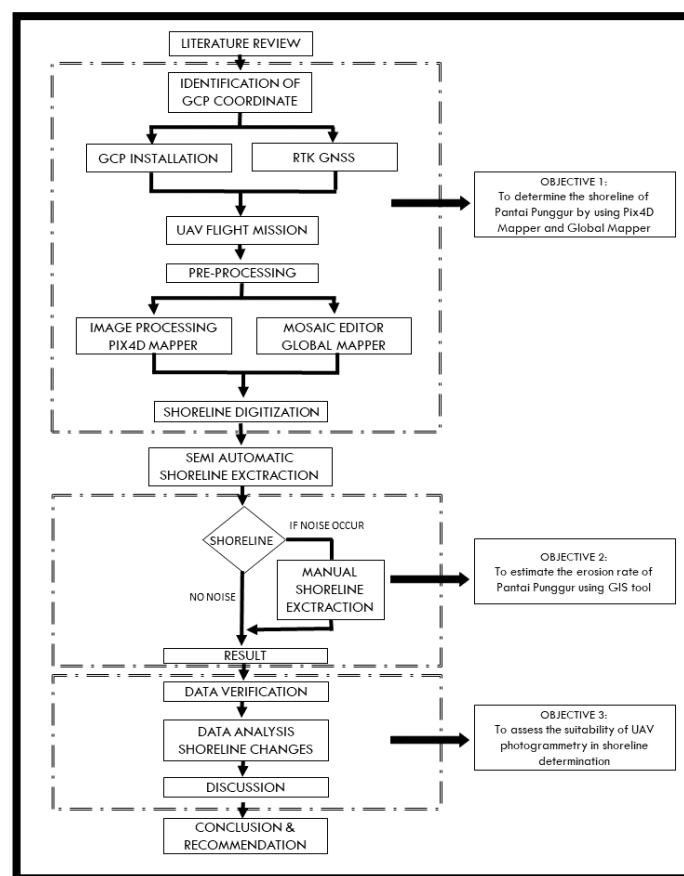 LITERATURE REVIEW
IDENTIFICATION OF
GCP COORDINATE
GCP INSTALLATION
RTK GNSS
OBJECTIVE 1:
To determine the shoreline of
Pantai Punggur by using Pix4D
Mapper and Global Mapper
UAV FLIGHT MISSION
PRE-PROCESSING
IMAGE PROCESSING
PIX4D MAPPER
MOSAIC EDITOR
GLOBAL MAPPER
SHORELINE DIGITIZATION
SEMI AUTOMATIC
SHORELINE EXCTRACTION
IF NOISE OCCUR
SHORELINE
MANUAL
SHORELINE
EXCTRACTION
NO NOISE
OBJECTIVE 2:
To estimate the erosion rate of
Pantai Punggur using GIS tool
RESULT
DATA VERIFICATION
DATA ANALYSIS
SHORELINE CHANGES
OBJECTIVE 3:
To assess the suitability of UAV
photogrammetry in shoreline
determination
DISCUSSION
CONCLUSION &
RECOMMENDATION